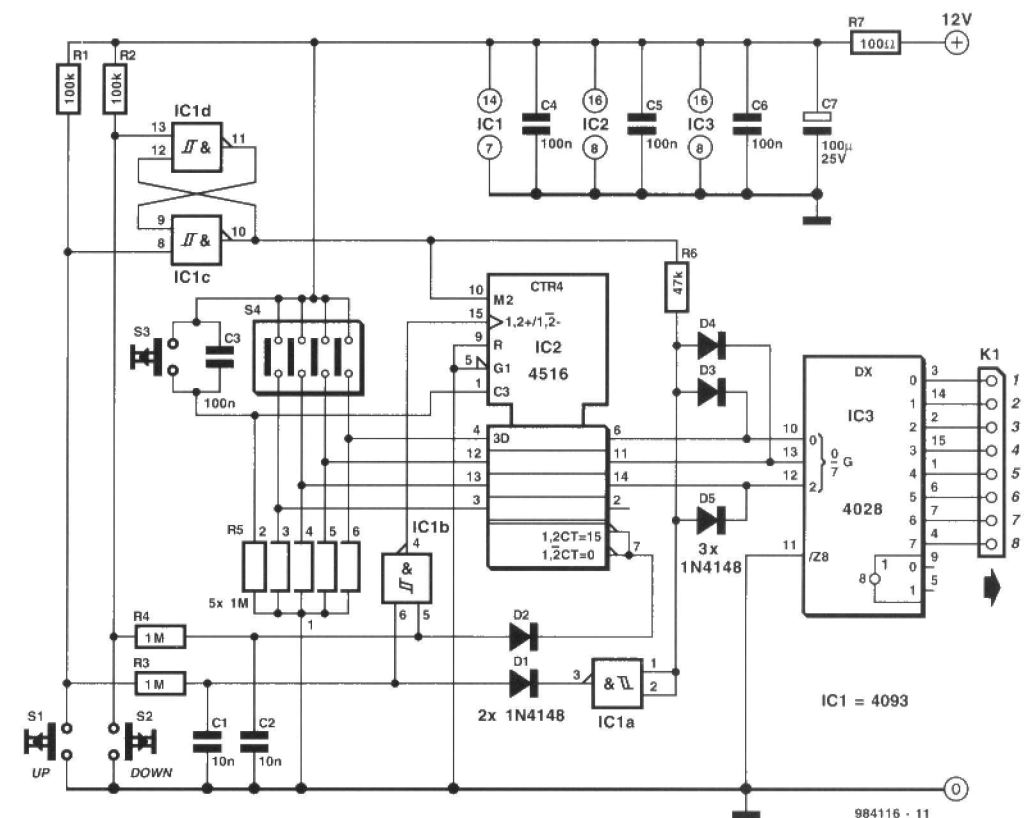 R7
12V
R1
R2
100Ω
+
100k
100k
IC1d
13
12
11
&
9
8
10
&
IC1c
14
IC1
7
C4
100n
16
IC2
8
C5
100n
16
IC3
8
C6
100n
C7
100µ
25V
R6
47k
S3
C3
100n
S4
10
15
9
5
1
CTR4
M2
1,2+/1,2̅-
R
G1
C3
IC2
4516
D4
D3
4
12
13
3
3D
6
11
14
2
1,2CT=15
1,2̅CT=0
7
D5
3x
1N4148
10
13
12
11
DX
IC3
0
2
0
7
G
4028
/Z8
8
1
0
1
2
3
4
5
6
7
0
1
3
14
2
15
1
6
7
4
9
5
K1
1
2
3
4
5
6
7
8
R5
2
3
4
5
6
5x 1M
1
IC1b
4
&
6
5
R4
1M
R3
1M
D2
D1
2x 1N4148
3
&
1
2
IC1a
IC1 = 4093
S1
UP
S2
DOWN
C1
10n
C2
10n
0
984116 - 11